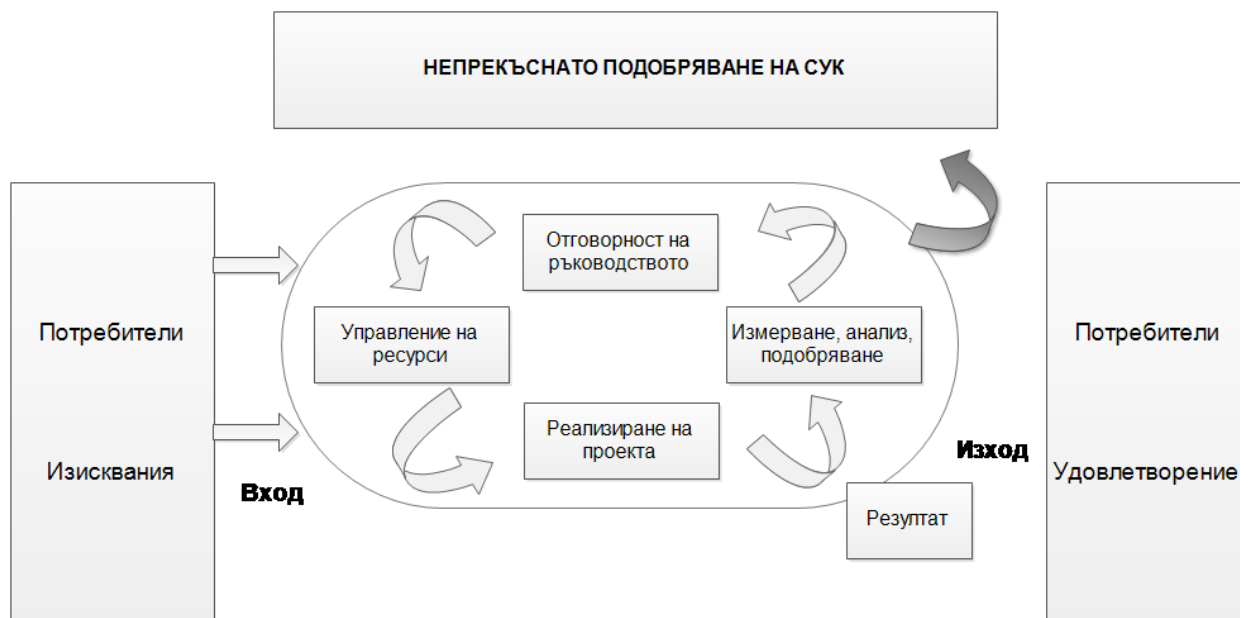 НЕПРЕКЪСНАТО ПОДОБРЯВАНЕ НА СУК
Потребители
Изисквания
Вход
Отговорност на
ръководството
Управление на
ресурси
Измерване, анализ,
подобряване
Реализиране на
проекта
Изход
Резултат
Потребители
Удовлетворение